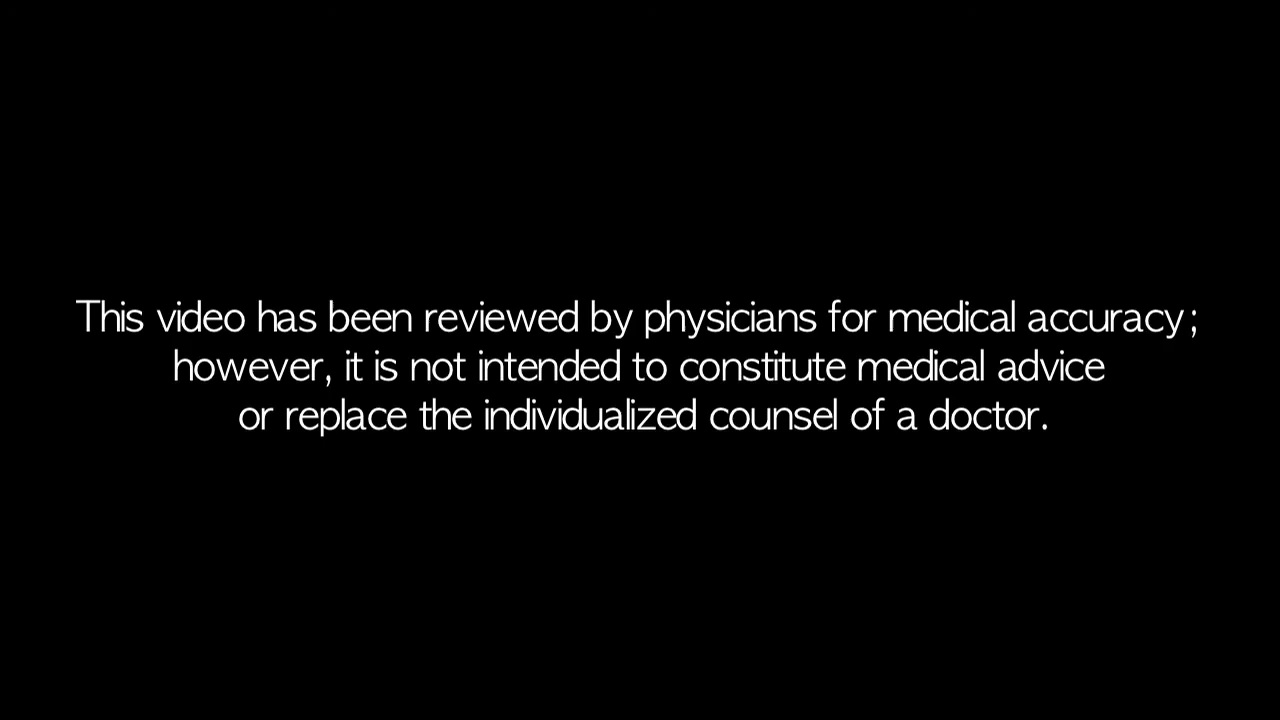 This video has been reviewed by physicians for medical accuracy;
however, it is not intended to constitute medical advice
or replace the individualized counsel of a doctor.